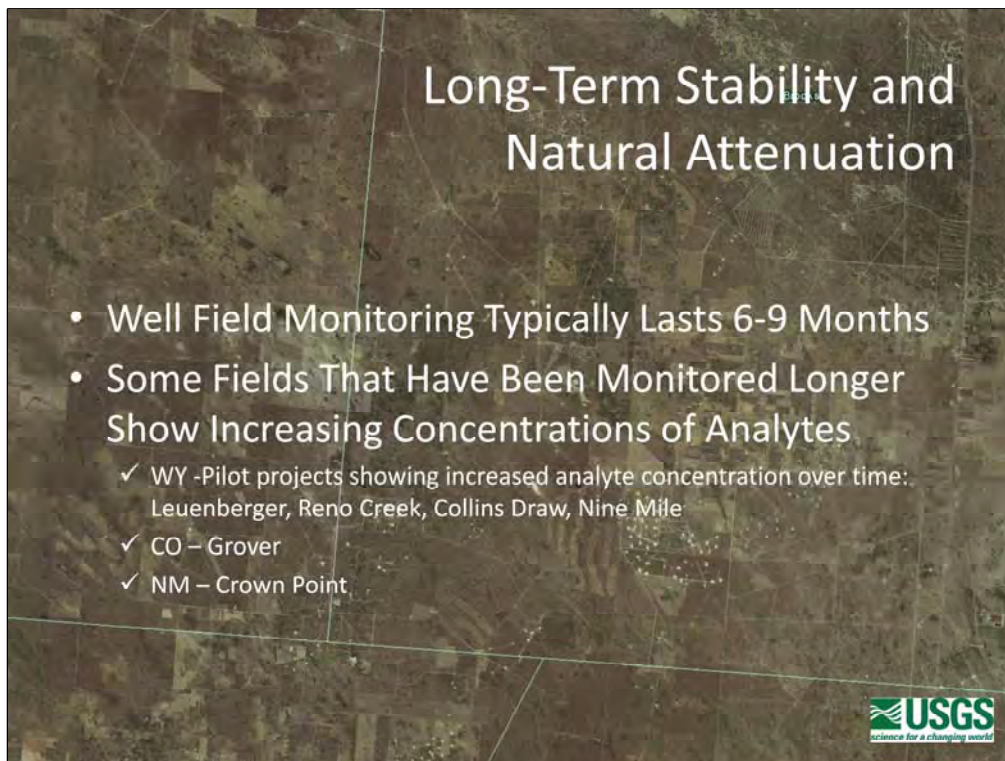 Long-Term Stability and
Natural Attenuation
Brooks
• Well Field Monitoring Typically Lasts 6-9 Months
• Some Fields That Have Been Monitored Longer
Show Increasing Concentrations of Analytes
✓ WY -Pilot projects showing increased analyte concentration over time:
Leuenberger, Reno Creek, Collins Draw, Nine Mile
✓ CO – Grover
✓ NM – Crown Point
USGS
science for a changing world